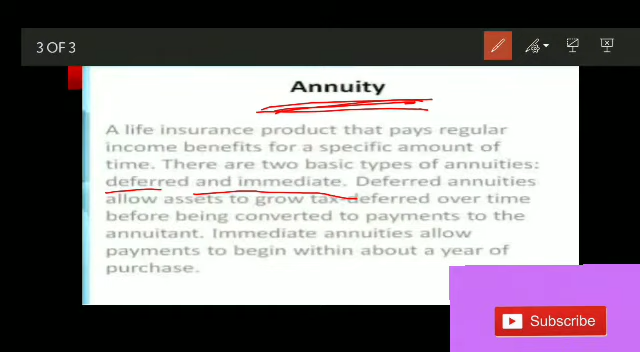 3 OF 3
Annuity
A life insurance product that pays regular
income benefits for a specific amount of
time. There are two basic types of annuities:
deferred and immediate. Deferred annuities
allow assets to grow tax-deferred over time
before being converted to payments to the
annuitant. Immediate annuities allow
payments to begin within about a year of
purchase.
Subscribe